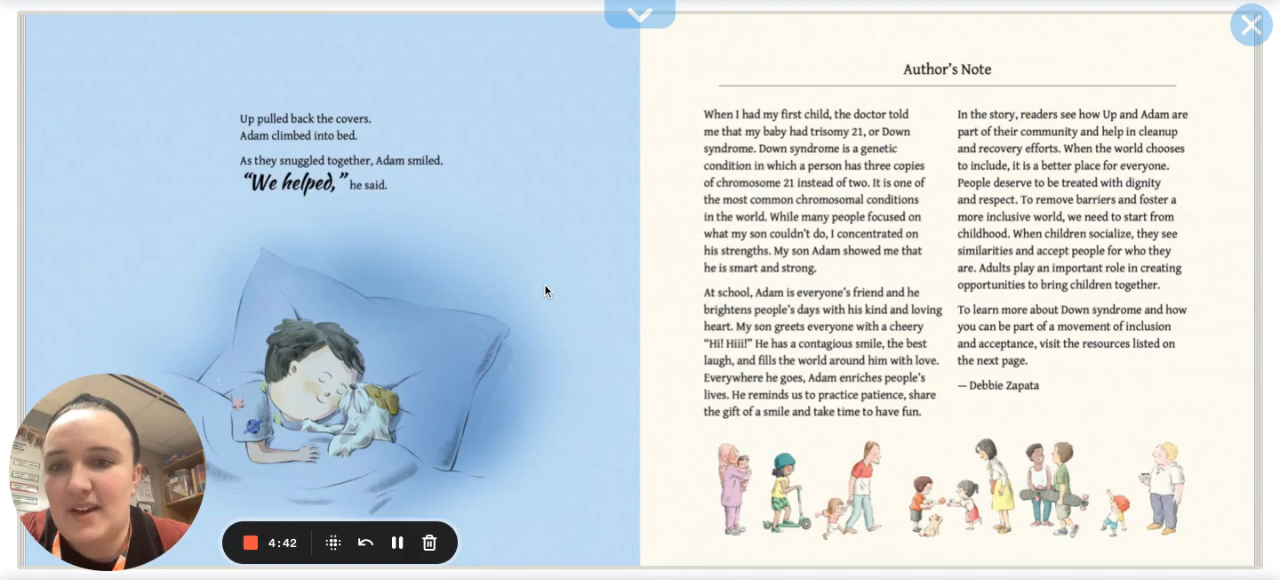 Up pulled back the covers.
Adam climbed into bed.
As they snuggled together, Adam smiled.
“We helped,” he said.
Author’s Note
When I had my first child, the doctor told
me that my baby had trisomy 21, or Down
syndrome. Down syndrome is a genetic
condition in which a person has three copies
of chromosome 21 instead of two. It is one of
the most common chromosomal conditions
in the world. While many people focused on
what my son couldn’t do, I concentrated on
his strengths. My son Adam showed me that
he is smart and strong.
At school, Adam is everyone’s friend and he
brightens people’s days with his kind and loving
heart. My son greets everyone with a cheery
“Hi! Hiii!” He has a contagious smile, the best
laugh, and fills the world around him with love.
Everywhere he goes, Adam enriches people’s
lives. He reminds us to practice patience, share
the gift of a smile and take time to have fun.
In the story, readers see how Up and Adam are
part of their community and help in cleanup
and recovery efforts. When the world chooses
to include, it is a better place for everyone.
People deserve to be treated with dignity
and respect. To remove barriers and foster a
more inclusive world, we need to start from
childhood. When children socialize, they see
similarities and accept people for who they
are. Adults play an important role in creating
opportunities to bring children together.
To learn more about Down syndrome and how
you can be part of a movement of inclusion
and acceptance, visit the resources listed on
the next page.
— Debbie Zapata
4:42